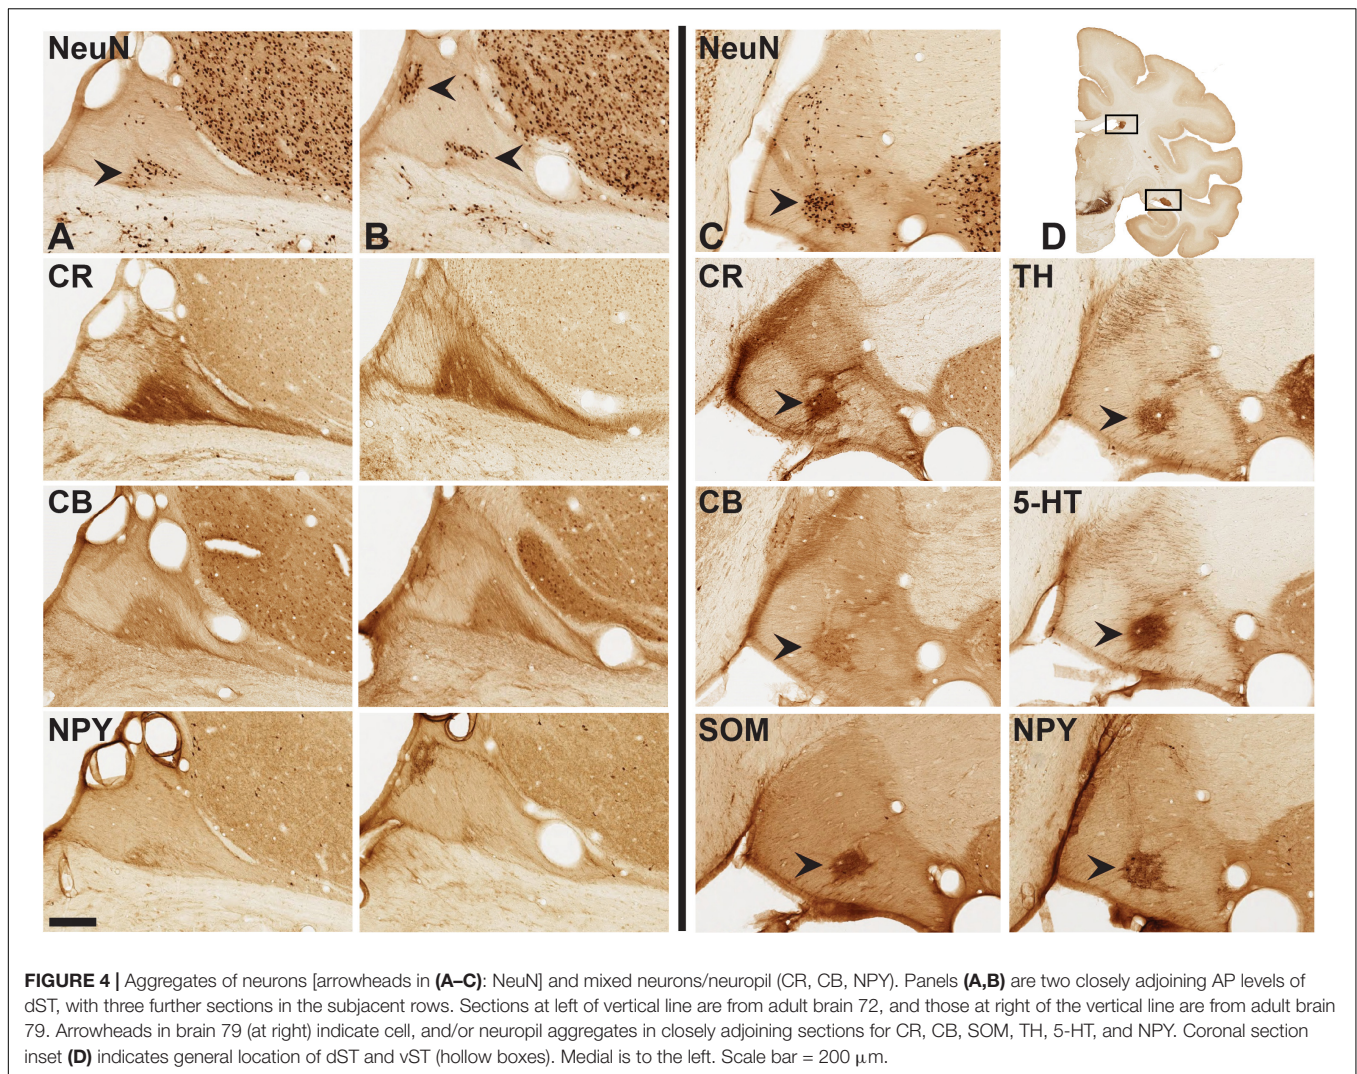 NeuN
NeuN
A
B
C
D
CR
CR
TH
CB
CB
5-HT
NPY
SOM
NPY
FIGURE 4 | Aggregates of neurons [arrowheads in (A–C): NeuN] and mixed neurons/neuropil (CR, CB, NPY). Panels (A,B) are two closely adjoining AP levels of
dST, with three further sections in the subjacent rows. Sections at left of vertical line are from adult brain 72, and those at right of the vertical line are from adult brain
79. Arrowheads in brain 79 (at right) indicate cell, and/or neuropil aggregates in closely adjoining sections for CR, CB, SOM, TH, 5-HT, and NPY. Coronal section
inset (D) indicates general location of dST and vST (hollow boxes). Medial is to the left. Scale bar = 200 μm.